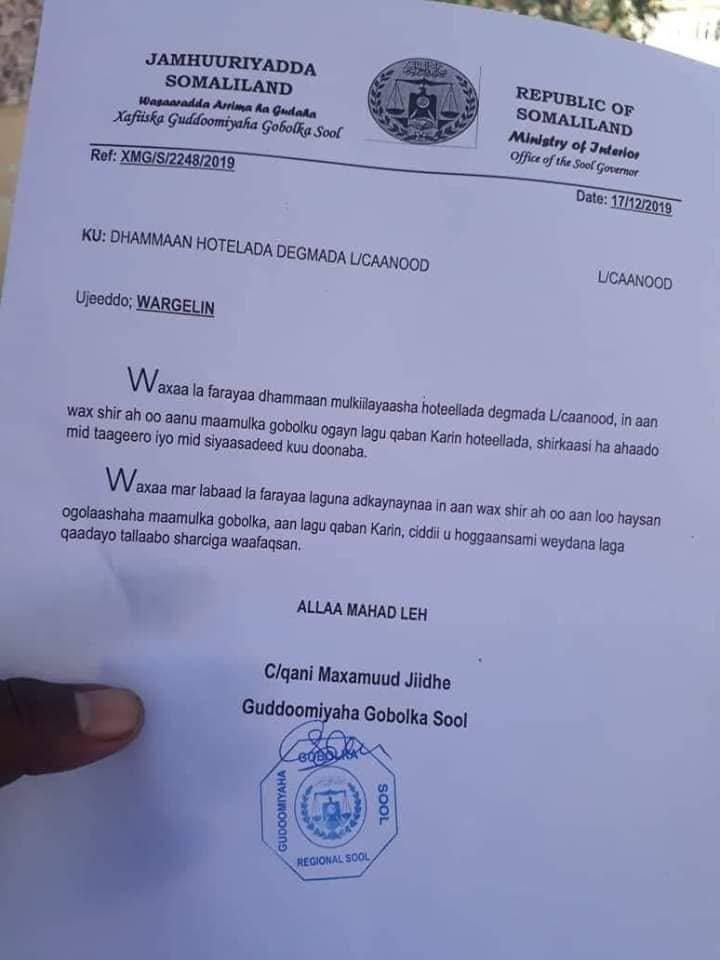 JAMHUURIYADDA
SOMALILAND
Wasaaradda Arrima ha Gudaha
Xafiiska Guddoomiyaha Gobolka Sool
REPUBLIC OF
SOMALILAND
Ministry of Interior
Office of the Sool Governor
Ref: XMG/S/2248/2019
Date: 17/12/2019
KU: DHAMMAAN HOTELADA DEGMADA L/CAANOOD
L/CAANOOD
Ujeeddo; WARGELIN
Waxaa la farayaa dhammaan mulkiilayaasha hoteellada degmada L/caanood, in aan
wax shir ah oo aanu maamulka gobolku ogayn lagu qaban Karin hoteellada, shirkaasi ha ahaado
mid taageero iyo mid siyaasadeed kuu doonaba.
Waxaa mar labaad la farayaa laguna adkaynaynaa in aan wax shir ah oo aan loo haysan
ogolaashaha maamulka gobolka, aan lagu qaban Karin, ciddii u hoggaansami weydana laga
qaadayo tallaabo sharciga waafaqsan.
ALLAA MAHAD LEH
C/qani Maxamuud Jiidhe
Guddoomiyaha Gobolka Sool
GUDOOMIYAHA
GOBOLKA
SOOL
REGIONAL SOOL